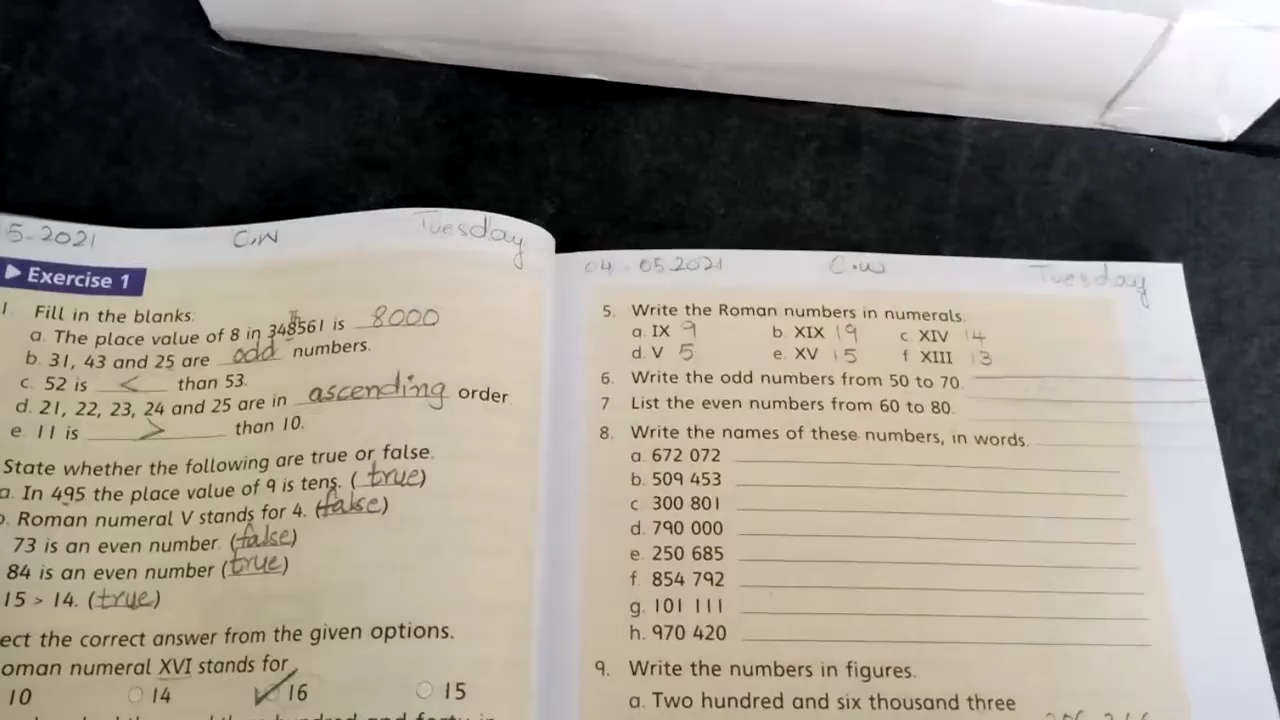 5-2021 C.W Tuesday
Exercise 1
1. Fill in the blanks.
a. The place value of 8 in 348561 is 8000
b. 31, 43 and 25 are odd numbers.
c. 52 is < than 53.
d. 21, 22, 23, 24 and 25 are in ascending order
e. 11 is > than 10.
State whether the following are true or false.
a. In 495 the place value of 9 is tens. (true)
b. Roman numeral V stands for 4. (false)
73 is an even number (false)
84 is an even number (true)
15 > 14. (true)
ect the correct answer from the given options.
oman numeral XVI stands for
10 14 16 15
04-05.2021 C.W Tuesday
5. Write the Roman numbers in numerals.
a. IX 9 b. XIX 19 c. XIV 14
d. V 5 e. XV 15 f XIII 13
6. Write the odd numbers from 50 to 70.
7 List the even numbers from 60 to 80.
8. Write the names of these numbers, in words.
a. 672 072
b. 509 453
c. 300 801
d. 790 000
e. 250 685
f. 854 792
g. 101 111
h. 970 420
9. Write the numbers in figures.
a. Two hundred and six thousand three